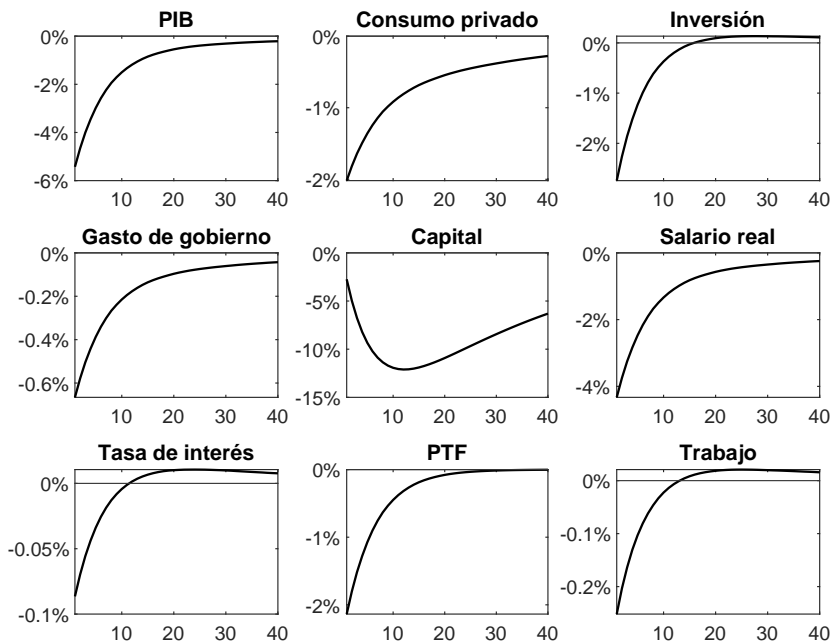 PIB
0%
-2%
-4%
-6%
10 20 30 40
Consumo privado
0%
-1%
-2%
10 20 30 40
Inversión
0%
-1%
-2%
10 20 30 40
Gasto de gobierno
0%
-0.2%
-0.4%
-0.6%
10 20 30 40
Capital
0%
-5%
-10%
-15%
10 20 30 40
Salario real
0%
-2%
-4%
10 20 30 40
Tasa de interés
0%
-0.05%
-0.1%
10 20 30 40
PTF
0%
-1%
-2%
10 20 30 40
Trabajo
0%
-0.1%
-0.2%
10 20 30 40